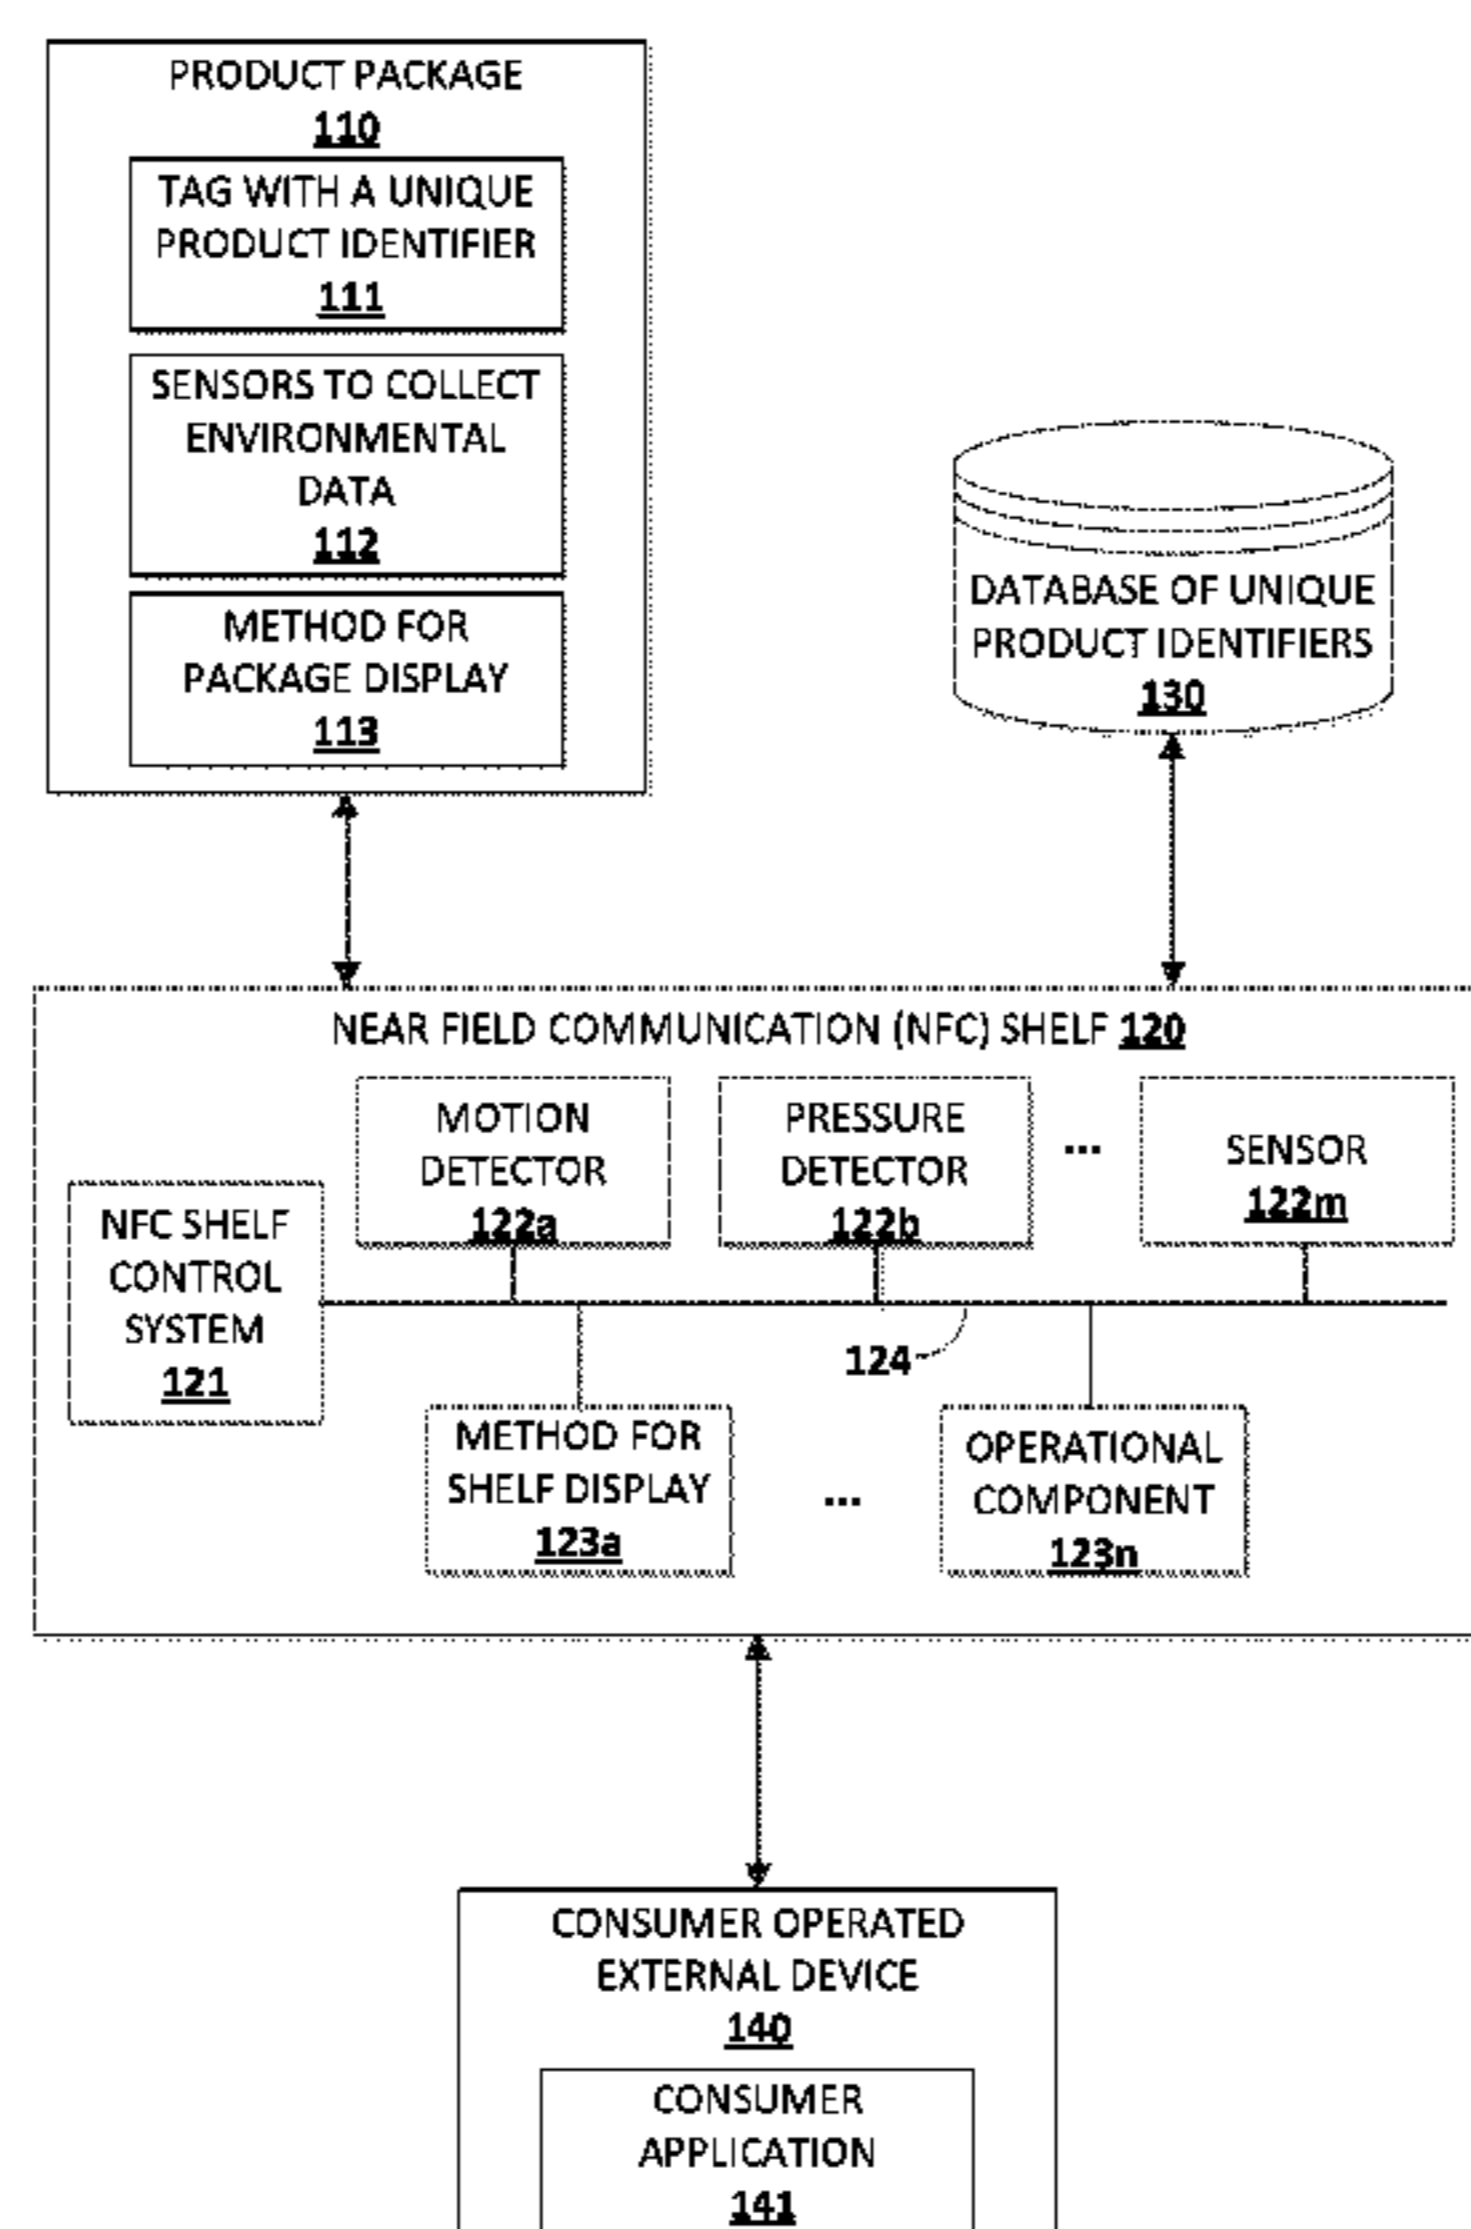 PRODUCT PACKAGE
110
TAG WITH A UNIQUE
PRODUCT IDENTIFIER
111
SENSORS TO COLLECT
ENVIRONMENTAL
DATA
112
METHOD FOR
PACKAGE DISPLAY
113
DATABASE OF UNIQUE
PRODUCT IDENTIFIERS
130
NEAR FIELD COMMUNICATION (NFC) SHELF 120
MOTION
DETECTOR
122a
PRESSURE
DETECTOR
122b
...
SENSOR
122m
NFC SHELF
CONTROL
SYSTEM
121
124
METHOD FOR
SHELF DISPLAY
123a
...
OPERATIONAL
COMPONENT
123n
CONSUMER OPERATED
EXTERNAL DEVICE
140
CONSUMER
APPLICATION
141